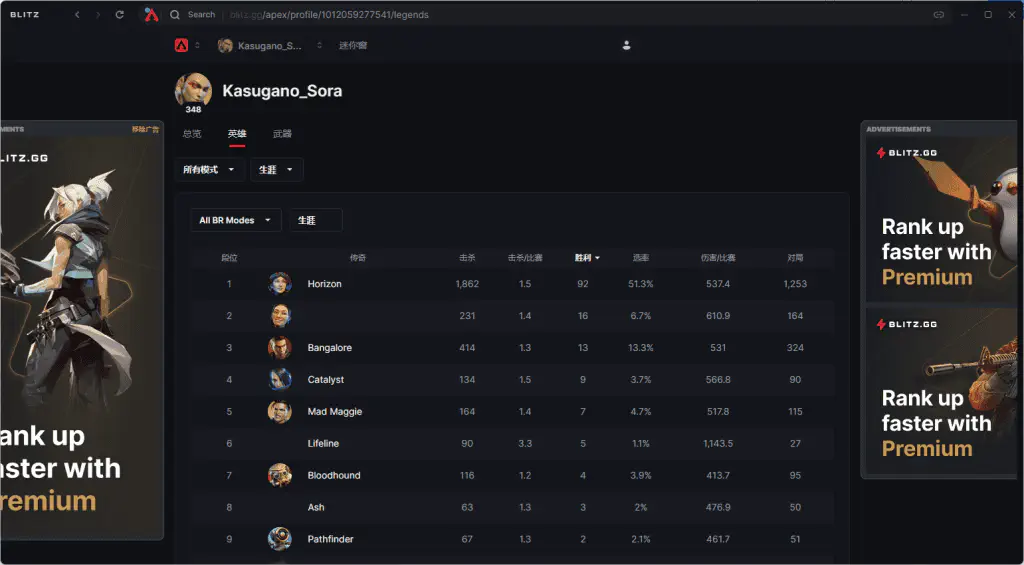 BLITZ
Search blitz.gg/apex/profile/1012059277541/legends
Kasugano_S... 迷你窗
Kasugano_Sora
348
总览 英雄 武器
所有模式 生涯
All BR Modes 生涯
段位 传奇 击杀 击杀/比赛 胜利 选率 伤害/比赛 对局
1 Horizon 1,862 1.5 92 51.3% 537.4 1,253
2 231 1.4 16 6.7% 610.9 164
3 Bangalore 414 1.3 13 13.3% 531 324
4 Catalyst 134 1.5 9 3.7% 566.8 90
5 Mad Maggie 164 1.4 7 4.7% 517.8 115
6 Lifeline 90 3.3 5 1.1% 1,143.5 27
7 Bloodhound 116 1.2 4 3.9% 413.7 95
8 Ash 63 1.3 3 2% 476.9 50
9 Pathfinder 67 1.3 2 2.1% 461.7 51
MENTS 移除广告
LITZ.GG
ank up
aster with
remium
ADVERTISEMENTS
BLITZ.GG
Rank up
faster with
Premium
BLITZ.GG
Rank up
faster with
Premium